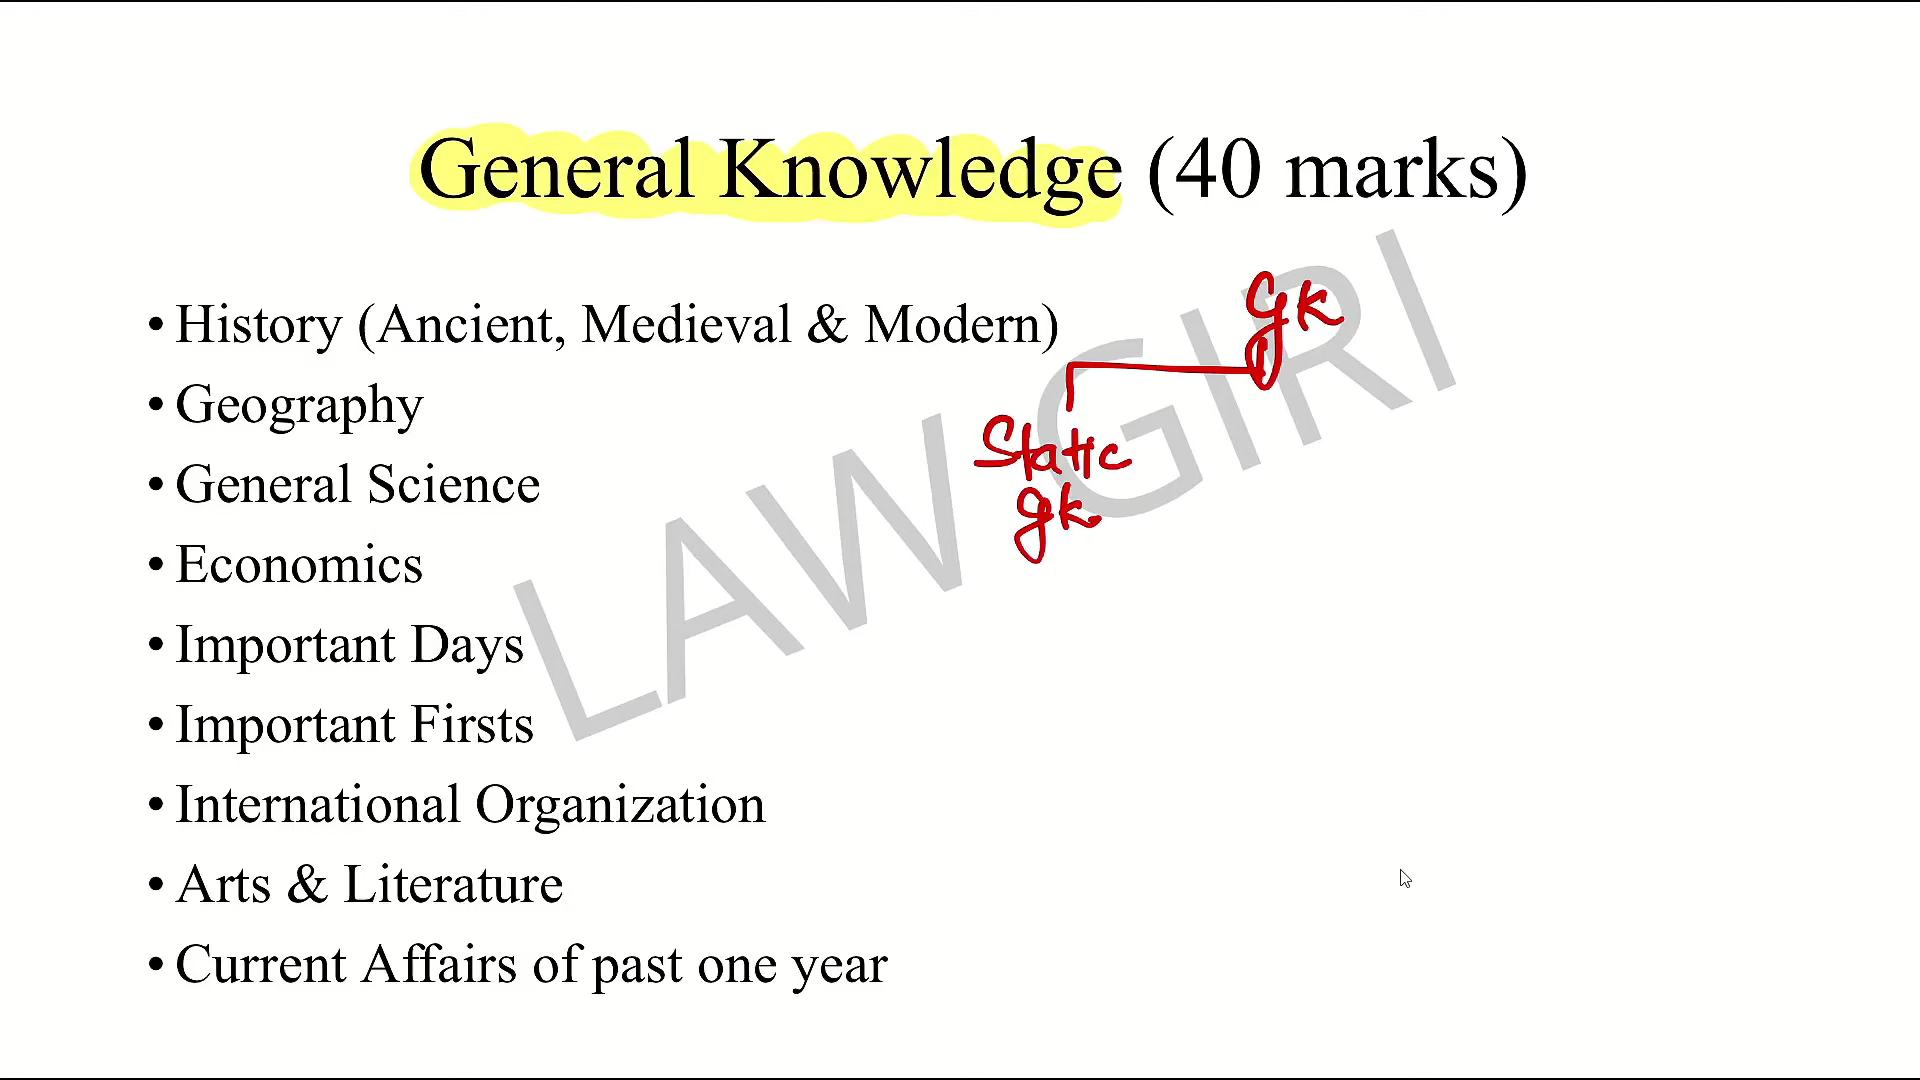 General Knowledge (40 marks)
• History (Ancient, Medieval & Modern)
• Geography
• General Science
• Economics
• Important Days
• Important Firsts
• International Organization
• Arts & Literature
• Current Affairs of past one year
GK
Static
GK
LAW GIRI